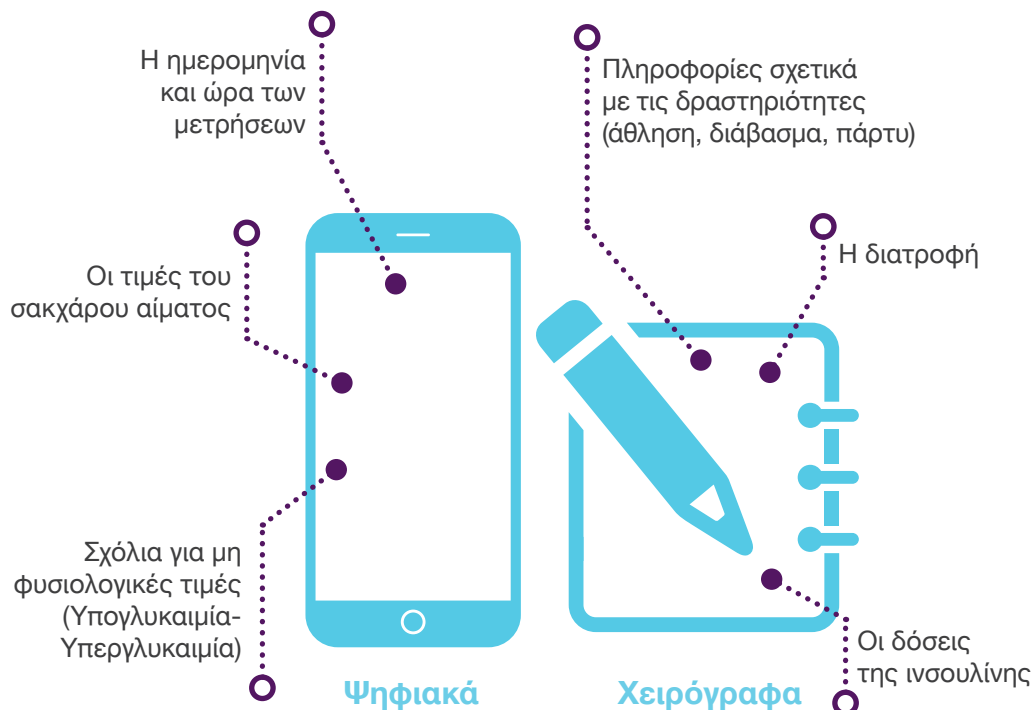 Η ημερομηνία
και ώρα των
μετρήσεων
Πληροφορίες σχετικά
με τις δραστηριότητες
(άθληση, διάβασμα, πάρτυ)
Η διατροφή
Οι τιμές του
σακχάρου αίματος
Σχόλια για μη
φυσιολογικές τιμές
(Υπογλυκαιμία-
Υπεργλυκαιμία)
Οι δόσεις
της ινσουλίνης
Ψηφιακά
Χειρόγραφα